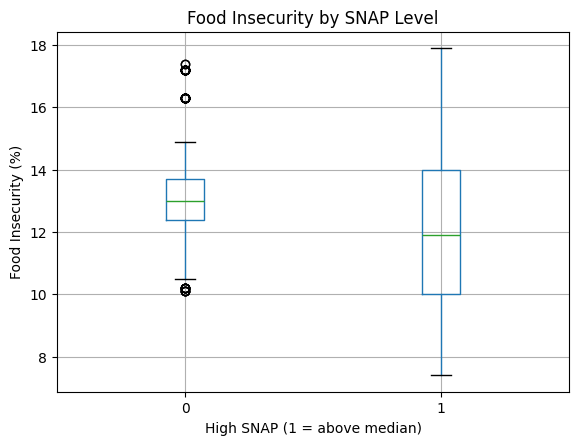 Food Insecurity by SNAP Level
Food Insecurity (%)
18
16
14
12
10
8
0
1
High SNAP (1 = above median)